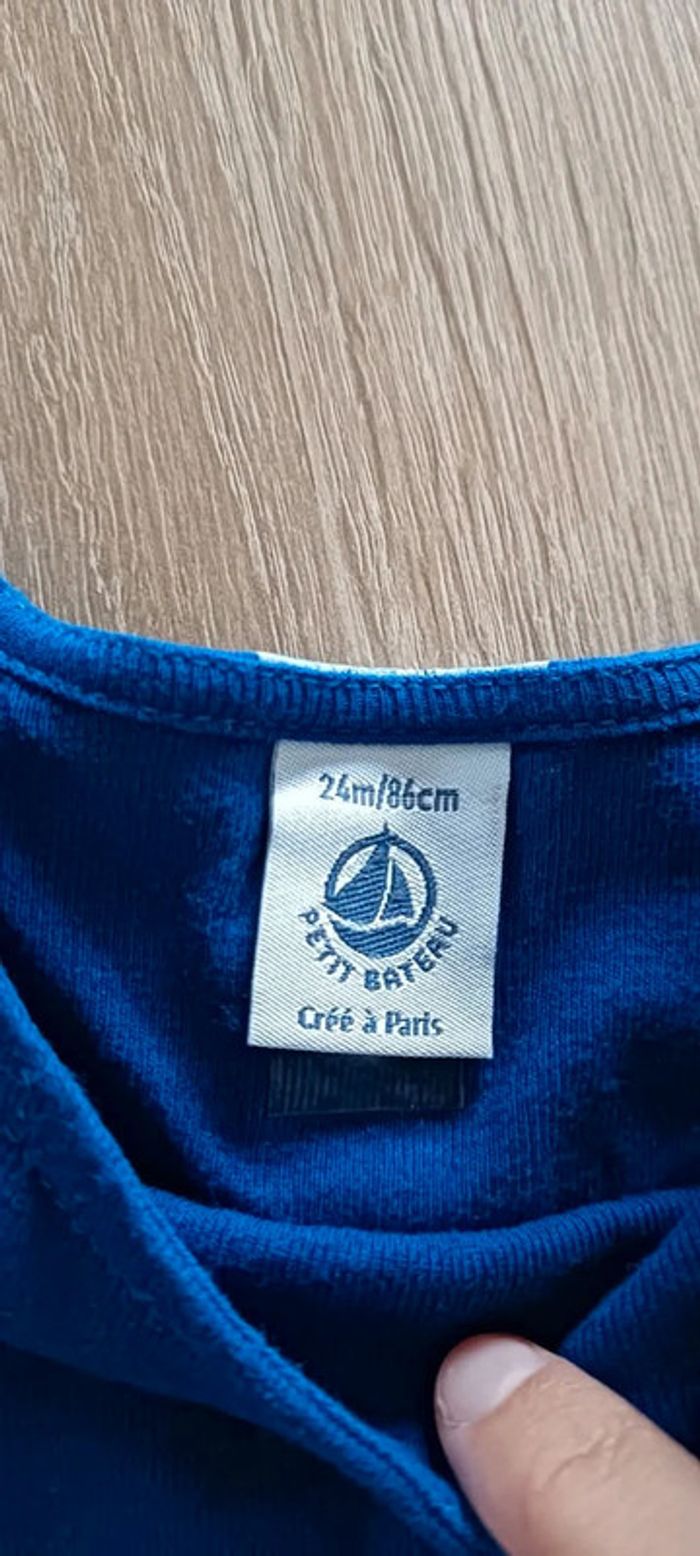 24m/86cm
PETIT BATEAU
Créé à Paris